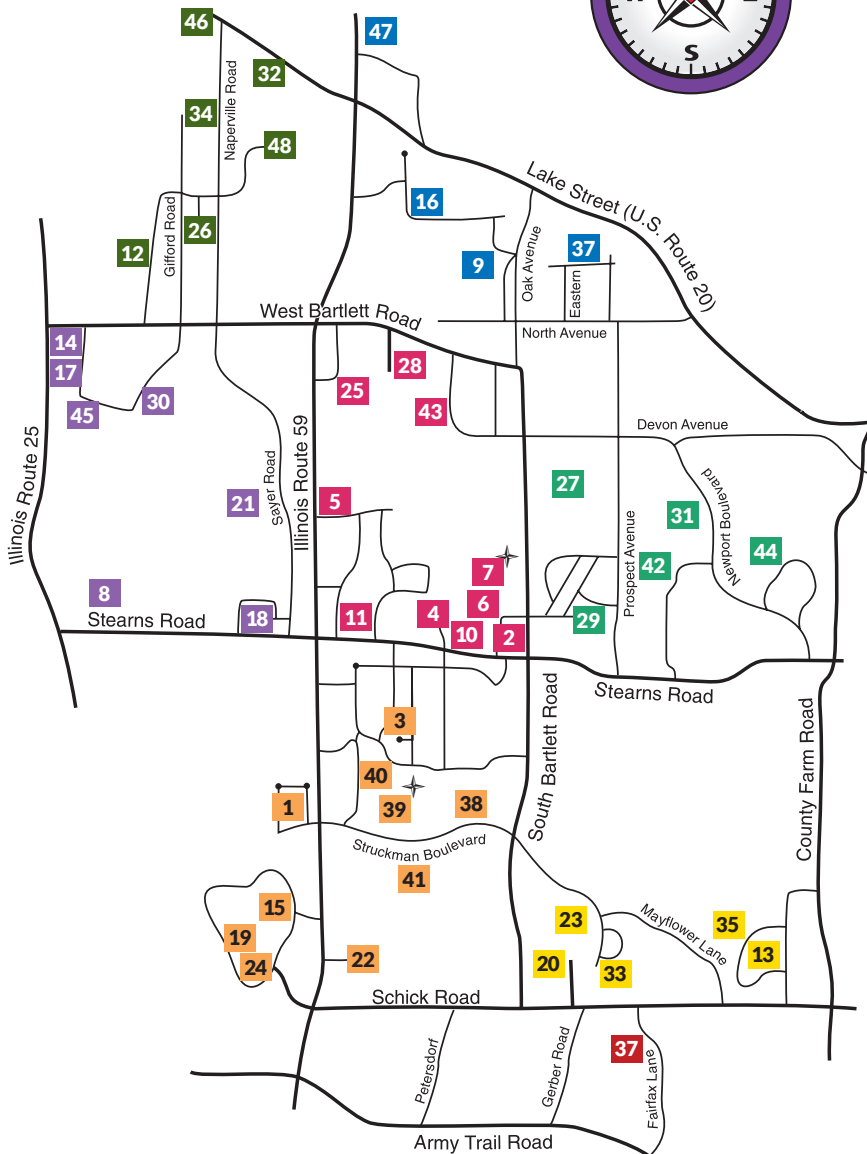 46
47
32
S
34
Naperville Road
48
Lake Street (U.S. Route 20)
16
Gifford Road
26
12
Oak Avenue
37
9
Eastern
West Bartlett Road
North Avenue
14
28
17
25
30
45
43
Devon Avenue
Illinois Route 25
Illinois Route 59
Sayer Road
27
21
5
31
Newport Boulevard
Prospect Avenue
44
42
7
8
6
Stearns Road
18
11
4
29
10
2
Stearns Road
3
South Bartlett Road
County Farm Road
40
1
39
38
Struckman Boulevard
41
15
23
Mayflower Lane
35
19
13
22
24
20
33
Schick Road
Petersdorf
Gerber Road
37
Fairfax Lane
Army Trail Road